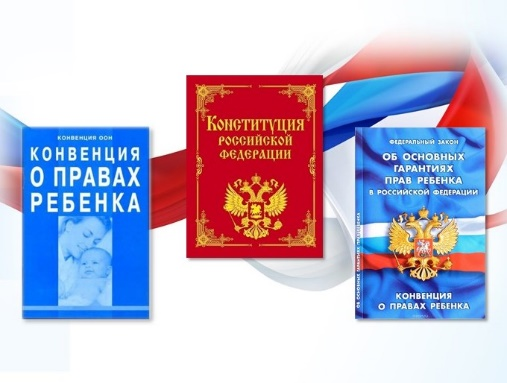 КОНВЕНЦИЯ ООН
КОНВЕНЦИЯ
О ПРАВАХ
РЕБЕНКА
КОНСТИТУЦИЯ
РОССИЙСКОЙ
ФЕДЕРАЦИИ
ФЕДЕРАЛЬНЫЙ ЗАКОН
ОБ ОСНОВНЫХ
ГАРАНТИЯХ
ПРАВ РЕБЕНКА
В РОССИЙСКОЙ ФЕДЕРАЦИИ
КОНВЕНЦИЯ
О ПРАВАХ РЕБЕНКА